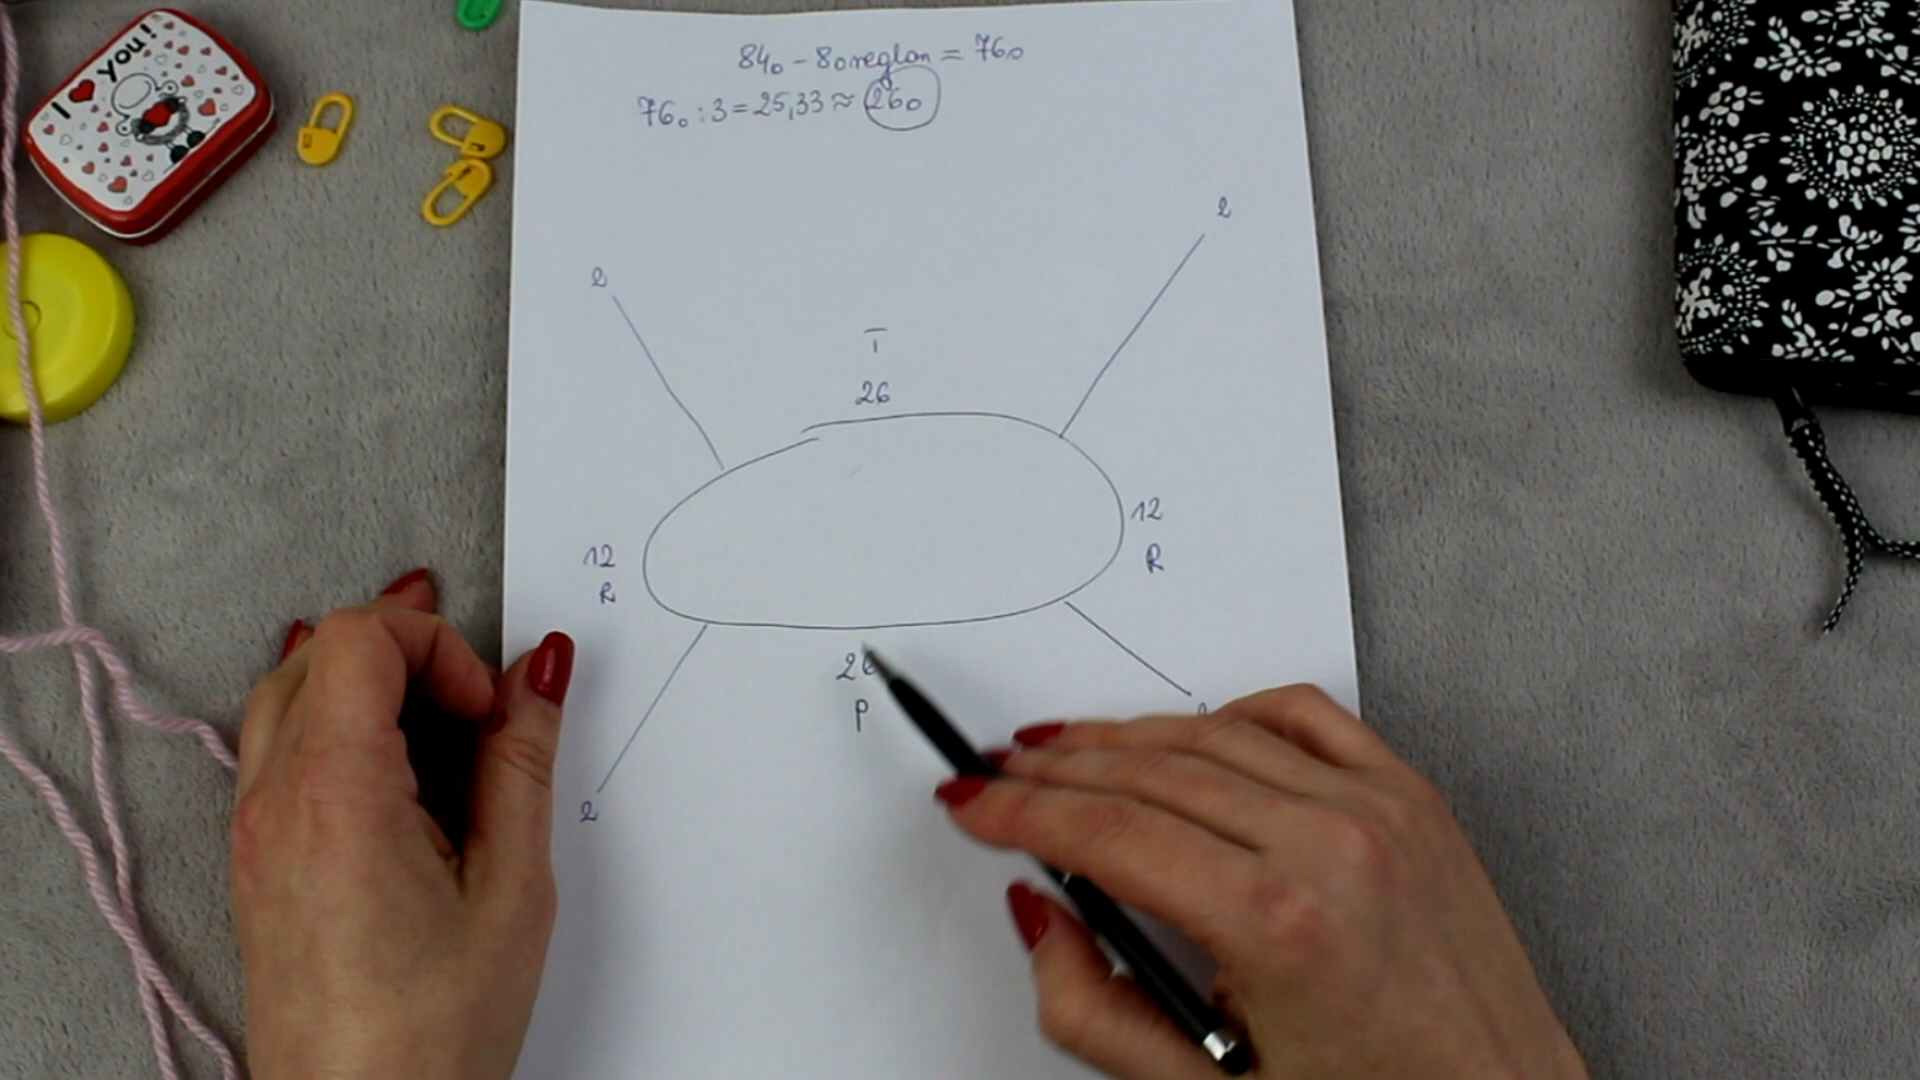 I you!
84o - 8o reglan = 76o
76o : 3 = 25,33 ≈ 26o
2
2
T
26
12
R
12
R
26
P
2